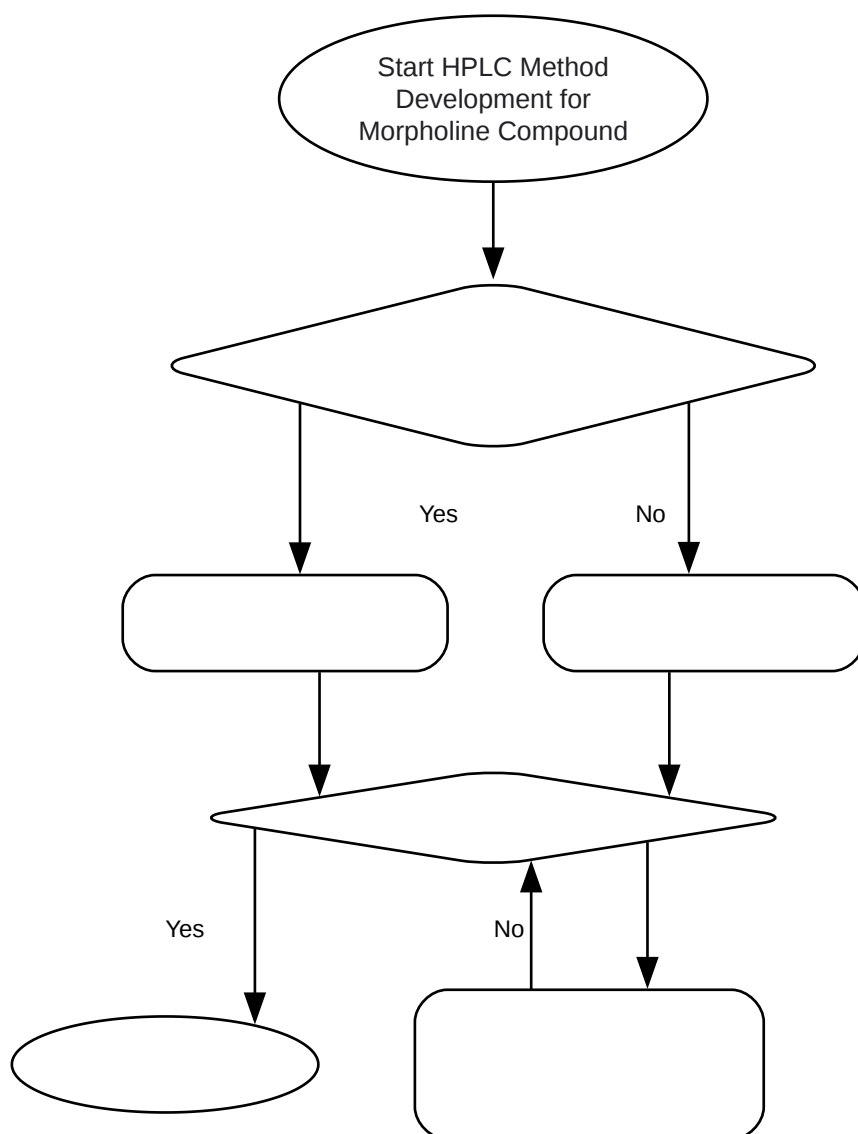 Start HPLC Method
Development for
Morpholine Compound
Yes
No
Yes
No